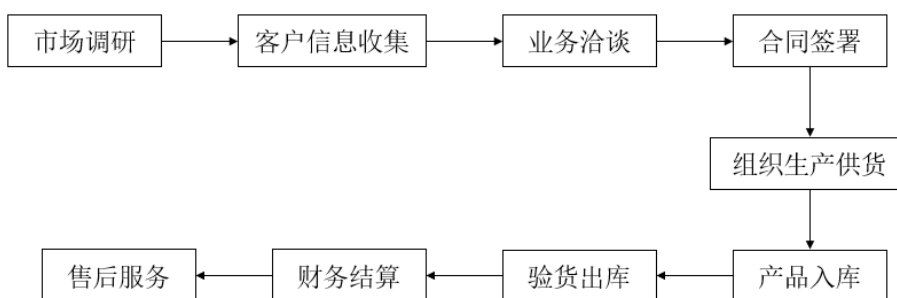 市场调研
客户信息收集
业务洽谈
合同签署
组织生产供货
产品入库
验货出库
财务结算
售后服务